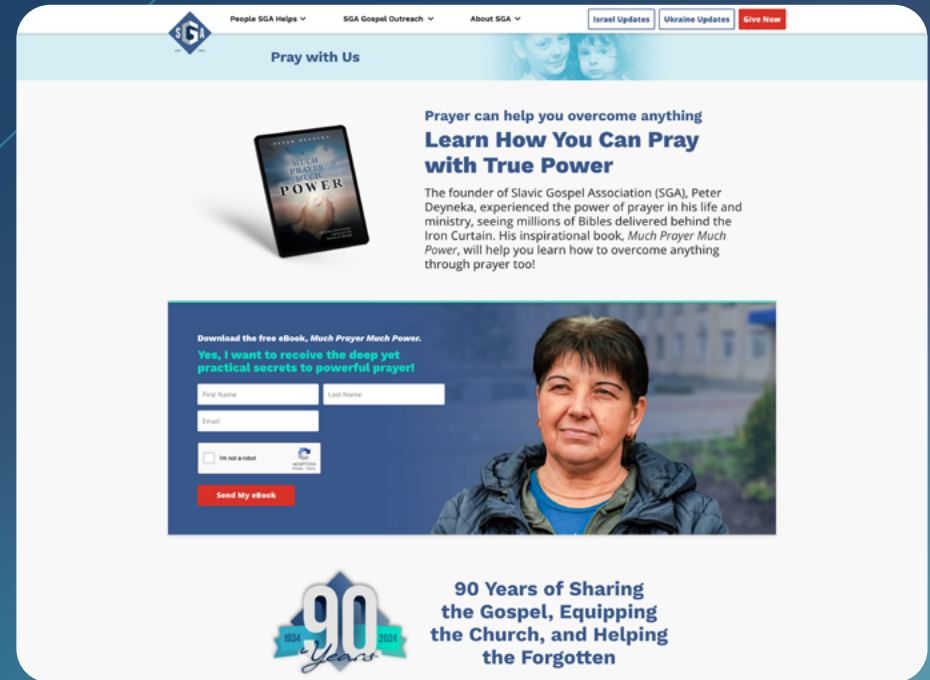 SGA
People SGA Helps
SGA Gospel Outreach
About SGA
Israel Updates
Ukraine Updates
Give Now
Pray with Us
MUCH
PRAYER
MUCH
POWER
Prayer can help you overcome anything
Learn How You Can Pray
with True Power
The founder of Slavic Gospel Association (SGA), Peter
Deyneka, experienced the power of prayer in his life and
ministry, seeing millions of Bibles delivered behind the
Iron Curtain. His inspirational book, Much Prayer Much
Power, will help you learn how to overcome anything
through prayer too!
Download the free eBook, Much Prayer Much Power.
Yes, I want to receive the deep yet
practical secrets to powerful prayer!
First Name
Last Name
Email
I'm not a robot
reCAPTCHA
Privacy - Terms
Send My eBook
90
1934
2024
Years
90 Years of Sharing
the Gospel, Equipping
the Church, and Helping
the Forgotten